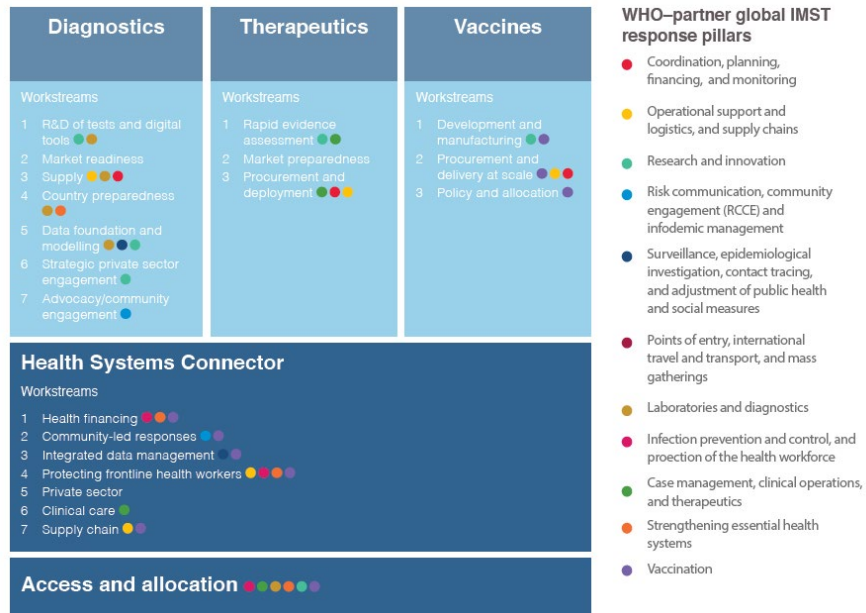 Diagnostics
Workstreams
1 R&D of tests and digital
tools
2 Market readiness
3 Supply
4 Country preparedness
5 Data foundation and
modelling
6 Strategic private sector
engagement
7 Advocacy/community
engagement
Therapeutics
Workstreams
1 Rapid evidence
assessment
2 Market preparedness
3 Procurement and
deployment
Vaccines
Workstreams
1 Development and
manufacturing
2 Procurement and
delivery at scale
3 Policy and allocation
Health Systems Connector
Workstreams
1 Health financing
2 Community-led responses
3 Integrated data management
4 Protecting frontline health workers
5 Private sector
6 Clinical care
7 Supply chain
Access and allocation
WHO–partner global IMST
response pillars
Coordination, planning,
financing, and monitoring
Operational support and
logistics, and supply chains
Research and innovation
Risk communication, community
engagement (RCCE) and
infodemic management
Surveillance, epidemiological
investigation, contact tracing,
and adjustment of public health
and social measures
Points of entry, international
travel and transport, and mass
gatherings
Laboratories and diagnostics
Infection prevention and control, and
proection of the health workforce
Case management, clinical operations,
and therapeutics
Strengthening essential health
systems
Vaccination